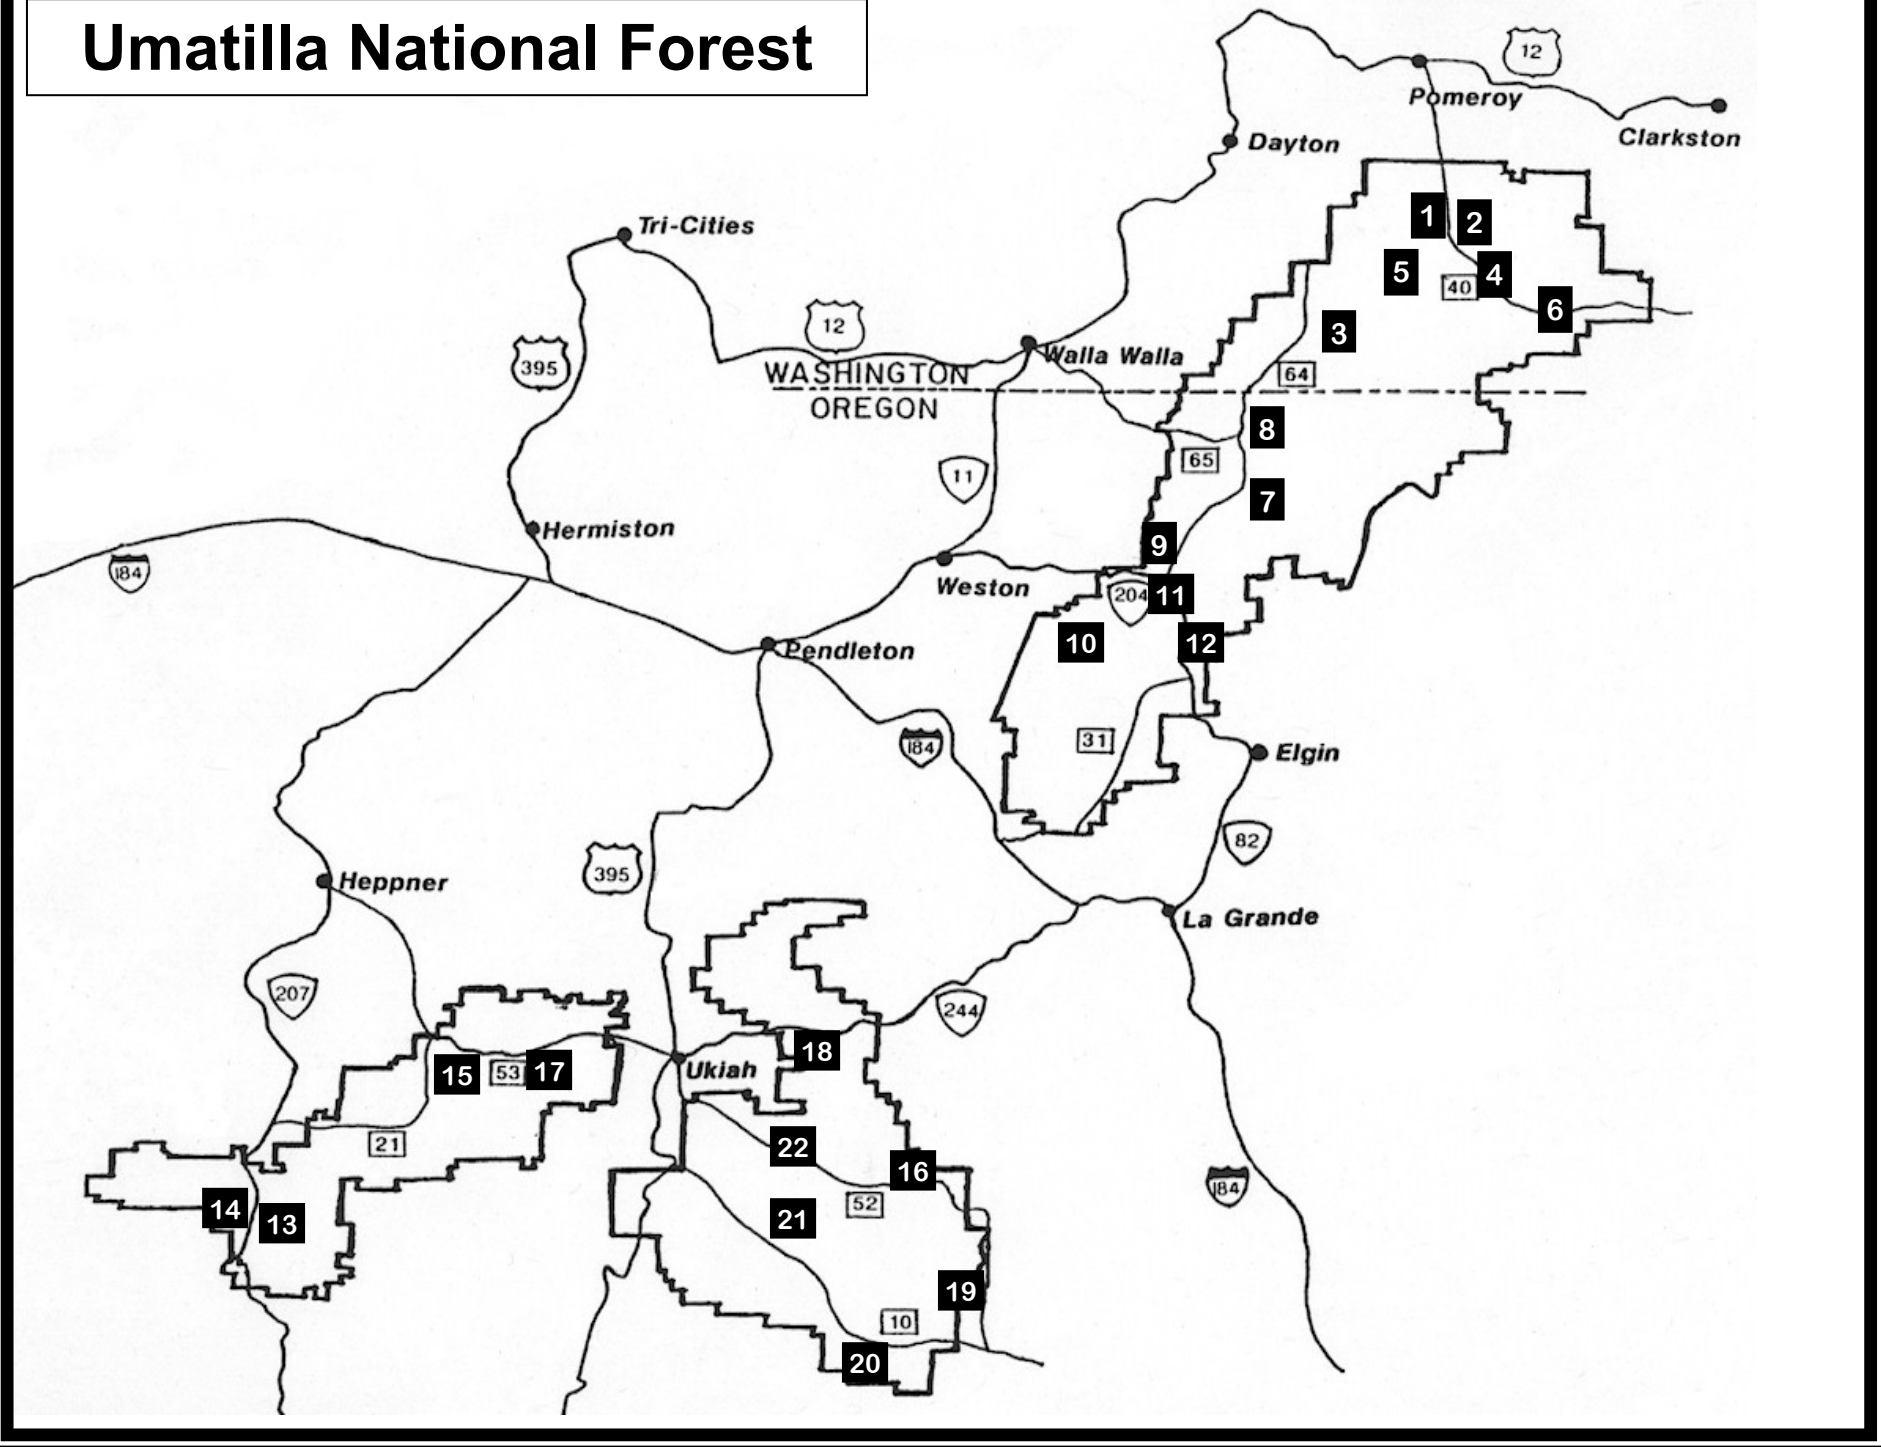 Umatilla National Forest
12
Pomeroy
Clarkston
Dayton
Tri-Cities
1
2
5
4
40
6
12
3
395
Walla Walla
WASHINGTON
64
OREGON
8
65
11
7
Hermiston
9
184
Weston
204
11
10
12
Pendleton
31
184
Elgin
82
395
Heppner
La Grande
207
244
18
Ukiah
15
53
17
21
22
16
52
14
13
21
184
19
10
20